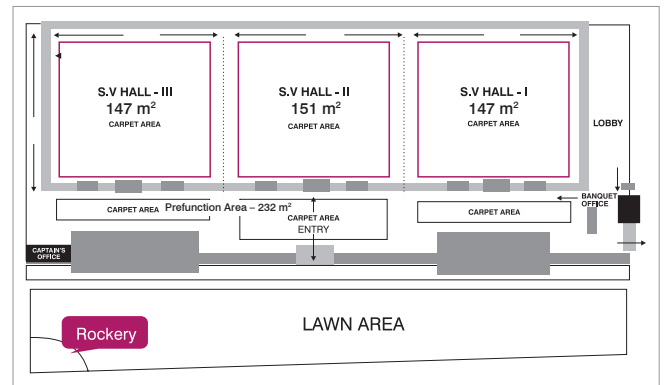 S.V HALL - III
147 m²
CARPET AREA
S.V HALL - II
151 m²
CARPET AREA
S.V HALL - I
147 m²
CARPET AREA
LOBBY
BANQUET
OFFICE
CARPET AREA
Prefunction Area – 232 m²
CARPET AREA
ENTRY
CARPET AREA
CAPTAIN'S
OFFICE
LAWN AREA
Rockery